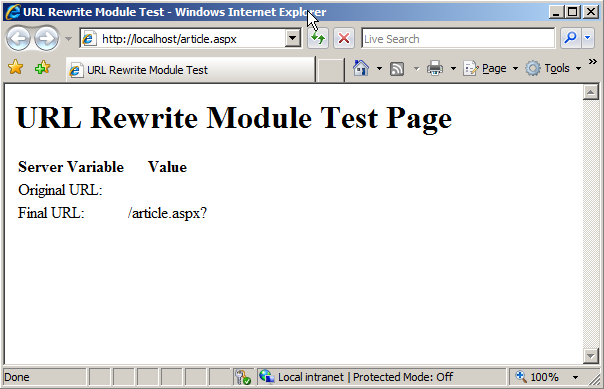 URL Rewrite Module Test - Windows Internet Explorer
http://localhost/article.aspx
Live Search
URL Rewrite Module Test
Page
Tools
URL Rewrite Module Test Page
Server Variable Value
Original URL:
Final URL: /article.aspx?
Done
Local intranet | Protected Mode: Off
100%